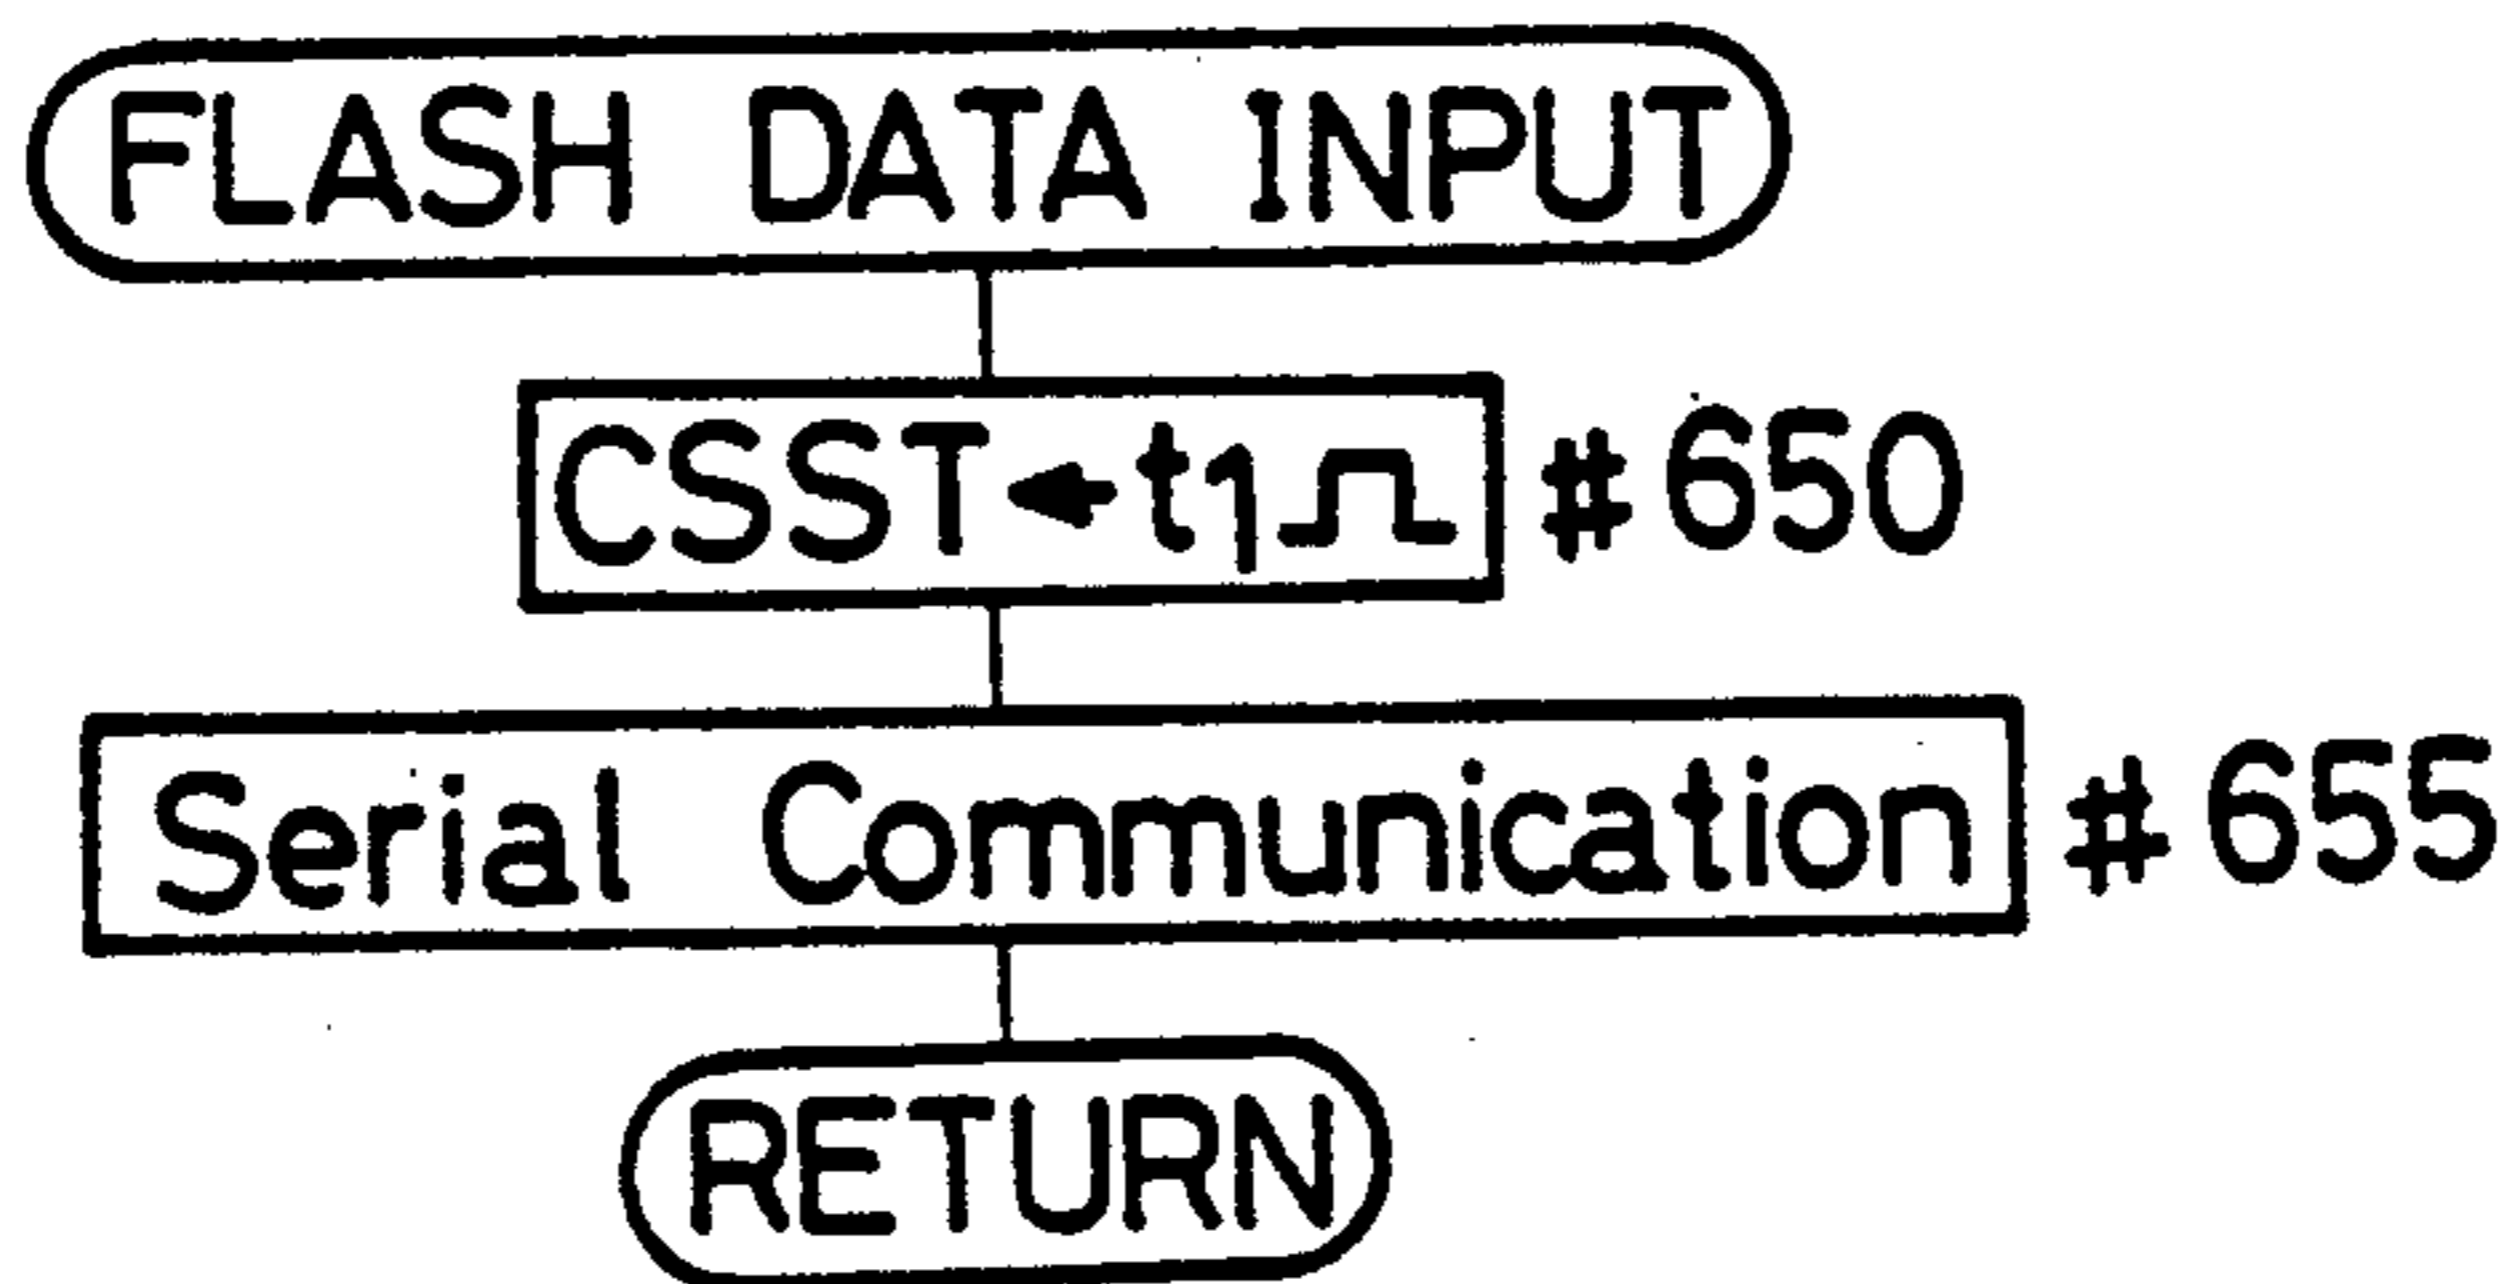 FLASH DATA INPUT
CSST ← t1 ⎍ #650
Serial Communication #655
RETURN